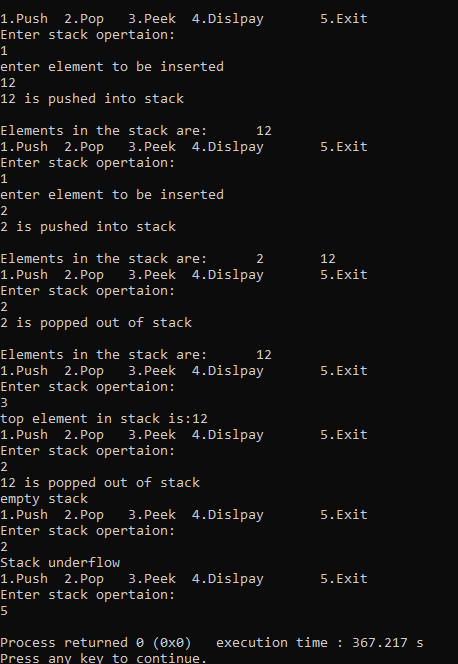 1.Push  2.Pop   3.Peek  4.Dislpay       5.Exit
Enter stack opertaion:
1
enter element to be inserted
12
12 is pushed into stack
Elements in the stack are:      12
1.Push  2.Pop   3.Peek  4.Dislpay       5.Exit
Enter stack opertaion:
1
enter element to be inserted
2
2 is pushed into stack
Elements in the stack are:      2       12
1.Push  2.Pop   3.Peek  4.Dislpay       5.Exit
Enter stack opertaion:
2
2 is popped out of stack
Elements in the stack are:      12
1.Push  2.Pop   3.Peek  4.Dislpay       5.Exit
Enter stack opertaion:
3
top element in stack is:12
1.Push  2.Pop   3.Peek  4.Dislpay       5.Exit
Enter stack opertaion:
2
12 is popped out of stack
empty stack
1.Push  2.Pop   3.Peek  4.Dislpay       5.Exit
Enter stack opertaion:
2
Stack underflow
1.Push  2.Pop   3.Peek  4.Dislpay       5.Exit
Enter stack opertaion:
5
Process returned 0 (0x0)   execution time : 367.217 s
Press any key to continue.